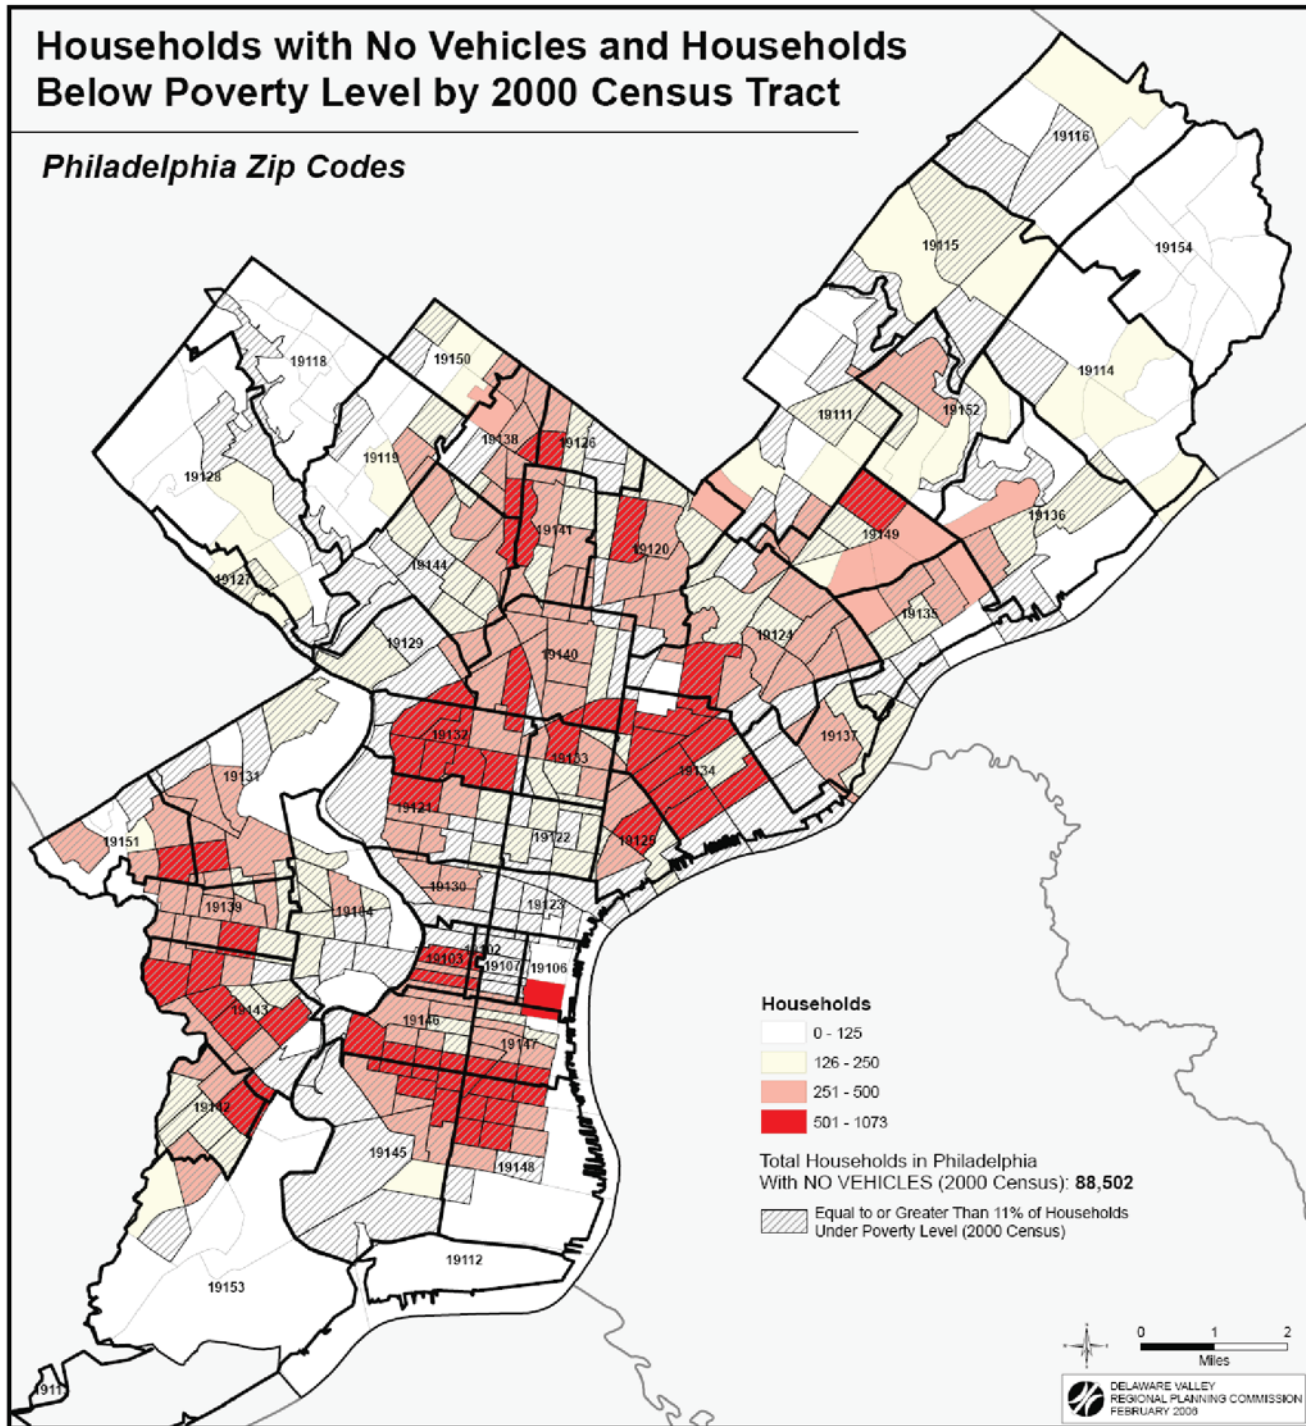 Households with No Vehicles and Households
Below Poverty Level by 2000 Census Tract
Philadelphia Zip Codes
19116
19115
19154
19118
19150
19114
19111
19152
19138
19126
19119
19128
19136
19141
19149
19120
19144
19127
19135
19124
19129
19140
19132
19133
19137
19134
19131
19121
19122
19125
19151
19130
19139
19104
19123
19102
19103
19107
19106
19143
19146
19147
19142
19145
19148
19112
19153
1911
Households
0 - 125
126 - 250
251 - 500
501 - 1073
Total Households in Philadelphia
With NO VEHICLES (2000 Census): 88,502
Equal to or Greater Than 11% of Households
Under Poverty Level (2000 Census)
0 1 2
Miles
DELAWARE VALLEY
REGIONAL PLANNING COMMISSION
FEBRUARY 2006